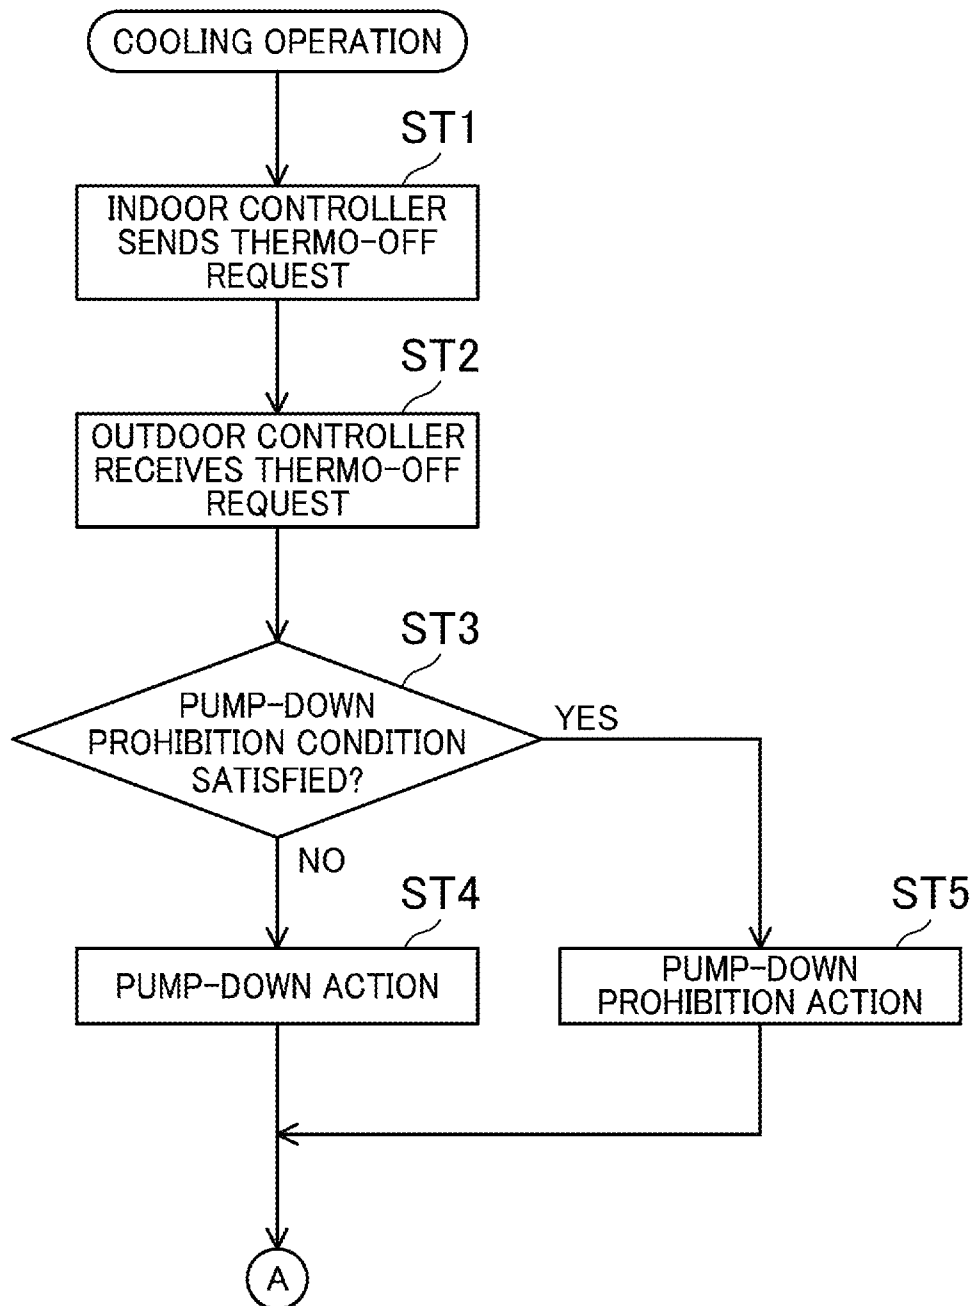 COOLING OPERATION
ST1
INDOOR CONTROLLER
SENDS THERMO-OFF
REQUEST
ST2
OUTDOOR CONTROLLER
RECEIVES THERMO-OFF
REQUEST
ST3
PUMP-DOWN
PROHIBITION CONDITION
SATISFIED?
YES
NO
ST4
PUMP-DOWN ACTION
ST5
PUMP-DOWN
PROHIBITION ACTION
A